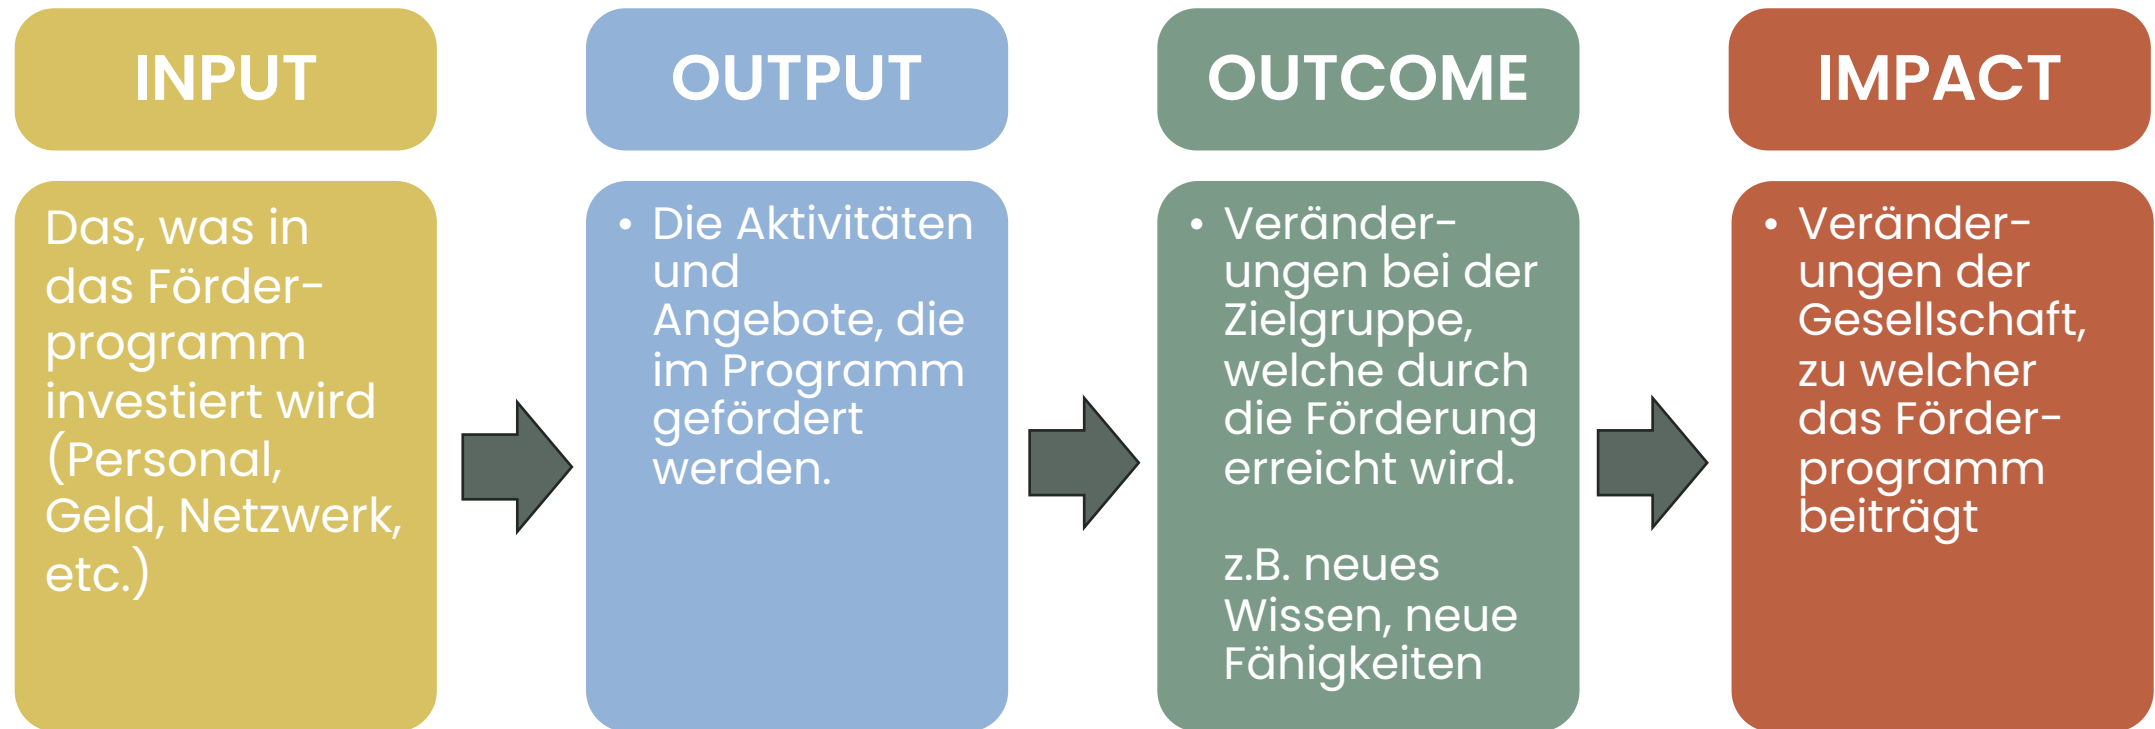 INPUT
Das, was in
das Förder-
programm
investiert wird
(Personal,
Geld, Netzwerk,
etc.)
OUTPUT
• Die Aktivitäten
und
Angebote, die
im Programm
gefördert
werden.
OUTCOME
• Veränder-
ungen bei der
Zielgruppe,
welche durch
die Förderung
erreicht wird.
z.B. neues
Wissen, neue
Fähigkeiten
IMPACT
• Veränder-
ungen der
Gesellschaft,
zu welcher
das Förder-
programm
beiträgt